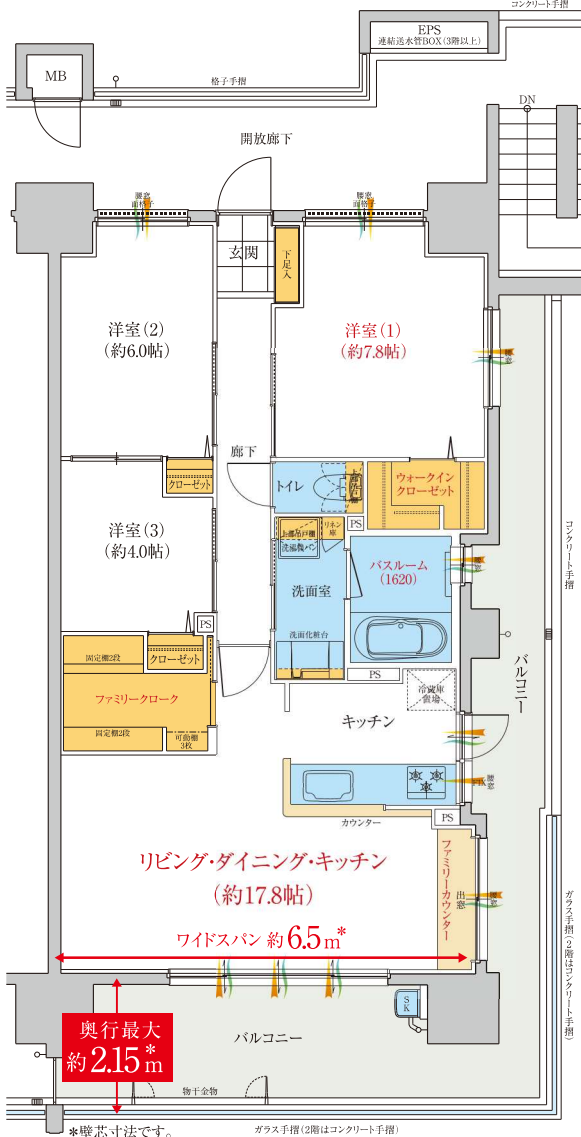 コンクリート手摺
EPS
連結送水管BOX(3階以上)
MB
格子手摺
DN
開放廊下
腰窓
面格子
腰窓
面格子
玄関
下足入
洋室(2)
(約6.0帖)
洋室(1)
(約7.8帖)
腰窓
廊下
トイレ
上部吊戸棚
ウォークイン
クローゼット
クローゼット
洋室(3)
(約4.0帖)
上部吊戸棚
洗濯機パン
リネン庫
PS
バスルーム
(1620)
腰窓
コンクリート手摺
洗面室
洗面化粧台
PS
PS
固定棚2段
クローゼット
ファミリークローク
固定棚2段
可動棚
3枚
冷蔵庫
置場
キッチン
バルコニー
腰窓
カウンター
PS
リビング・ダイニング・キッチン
(約17.8帖)
ファミリーカウンター
出窓
腰窓
ワイドスパン 約6.5m*
ガラス手摺(2階はコンクリート手摺)
奥行最大
約2.15m*
SK
バルコニー
物干金物
*壁芯寸法です。
ガラス手摺(2階はコンクリート手摺)